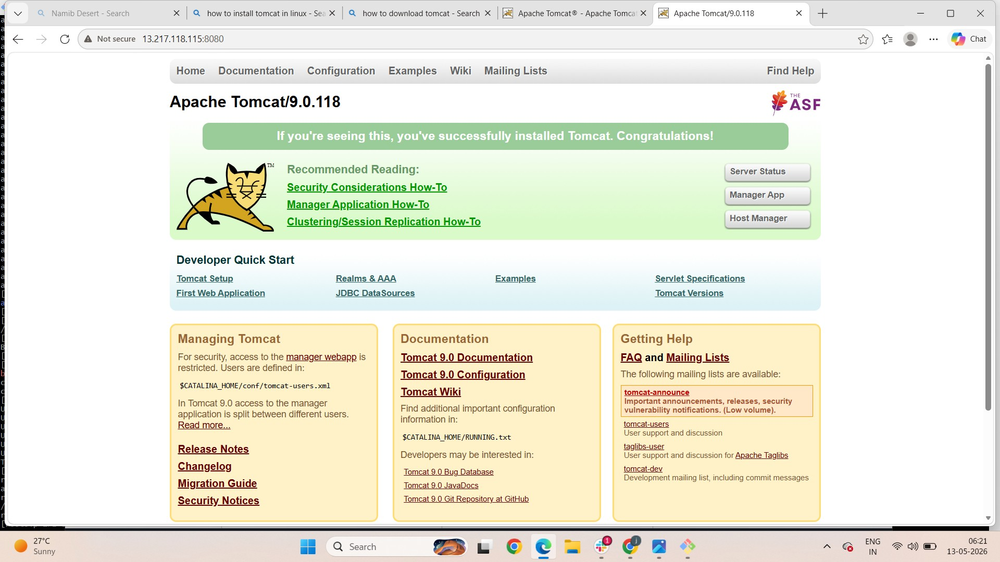 Namib Desert - Search
how to install tomcat in linux - Sea
how to download tomcat - Search
Apache Tomcat® - Apache Tomcat
Apache Tomcat/9.0.118
Not secure 13.217.118.115:8080
Chat
Home Documentation Configuration Examples Wiki Mailing Lists Find Help
Apache Tomcat/9.0.118
THE
ASF
If you're seeing this, you've successfully installed Tomcat. Congratulations!
TM
Recommended Reading:
Security Considerations How-To
Manager Application How-To
Clustering/Session Replication How-To
Server Status
Manager App
Host Manager
Developer Quick Start
Tomcat Setup
First Web Application
Realms & AAA
JDBC DataSources
Examples
Servlet Specifications
Tomcat Versions
Managing Tomcat
For security, access to the manager webapp is
restricted. Users are defined in:
$CATALINA_HOME/conf/tomcat-users.xml
In Tomcat 9.0 access to the manager
application is split between different users.
Read more...
Release Notes
Changelog
Migration Guide
Security Notices
Documentation
Tomcat 9.0 Documentation
Tomcat 9.0 Configuration
Tomcat Wiki
Find additional important configuration
information in:
$CATALINA_HOME/RUNNING.txt
Developers may be interested in:
Tomcat 9.0 Bug Database
Tomcat 9.0 JavaDocs
Tomcat 9.0 Git Repository at GitHub
Getting Help
FAQ and Mailing Lists
The following mailing lists are available:
tomcat-announce
Important announcements, releases, security
vulnerability notifications. (Low volume).
tomcat-users
User support and discussion
taglibs-user
User support and discussion for Apache Taglibs
tomcat-dev
Development mailing list, including commit messages
27°C
Sunny
Search
1
j
ENG
IN
06:21
13-05-2026